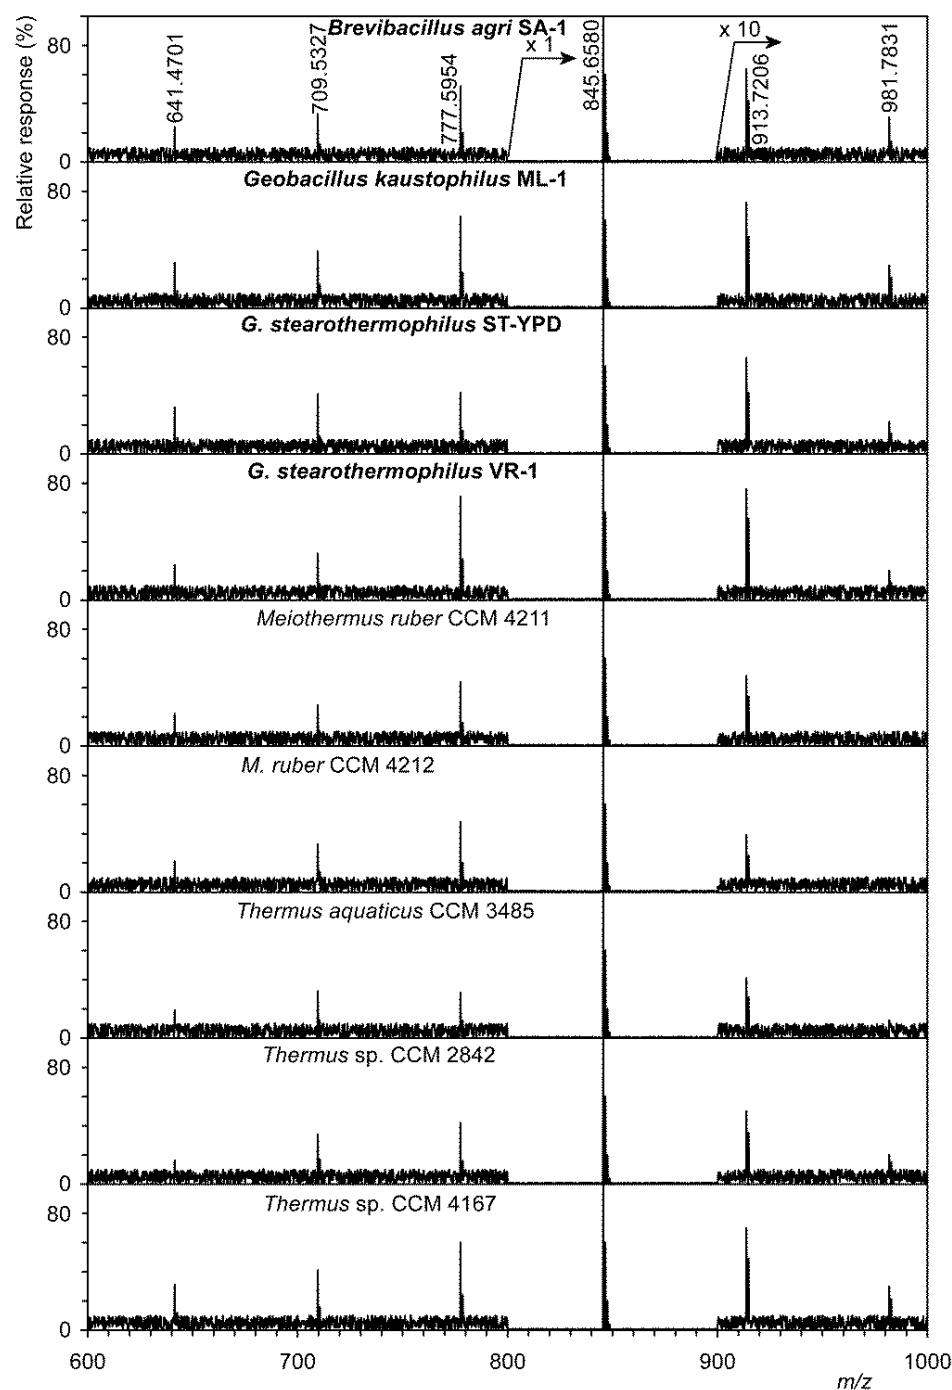 Relative response (%)
Brevibacillus agri SA-1
x 1
x 10
641.4701
709.5327
777.5954
845.6580
913.7206
981.7831
80
0
Geobacillus kaustophilus ML-1
80
0
G. stearothermophilus ST-YPD
80
0
G. stearothermophilus VR-1
80
0
Meiothermus ruber CCM 4211
80
0
M. ruber CCM 4212
80
0
Thermus aquaticus CCM 3485
80
0
Thermus sp. CCM 2842
80
0
Thermus sp. CCM 4167
80
0
600 700 800 900 1000
m/z